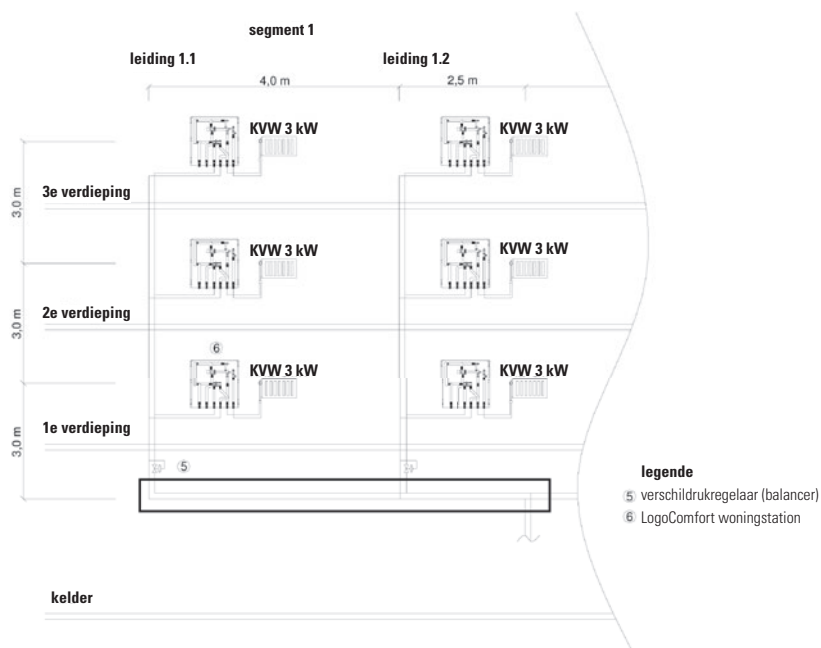 segment 1
leiding 1.1
leiding 1.2
4,0 m
2,5 m
KVW 3 kW
KVW 3 kW
3,0 m
3e verdieping
KVW 3 kW
KVW 3 kW
3,0 m
2e verdieping
6
KVW 3 kW
KVW 3 kW
3,0 m
1e verdieping
5
legende
5 verschildrukregelaar (balancer)
6 LogoComfort woningstation
kelder